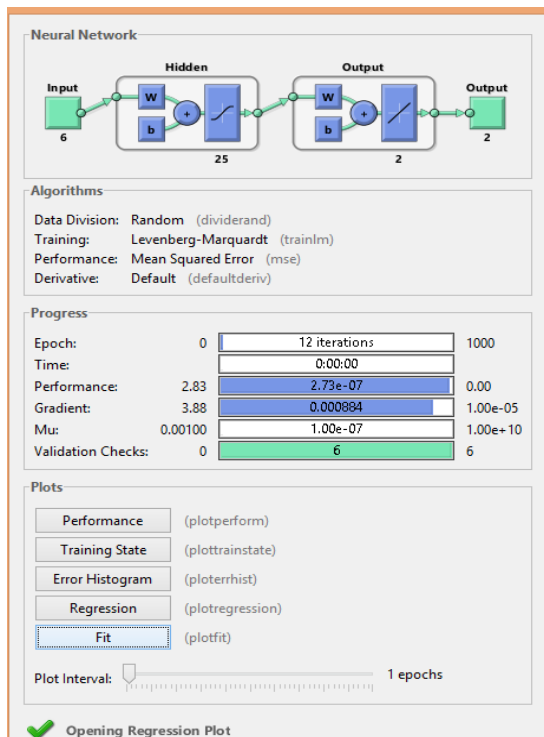 Neural Network
Hidden Output
Input Output
W W
b b
+ +
6 25 2 2
Algorithms
Data Division: Random (dividerand)
Training: Levenberg-Marquardt (trainlm)
Performance: Mean Squared Error (mse)
Derivative: Default (defaultderiv)
Progress
Epoch: 0 12 iterations 1000
Time: 0:00:00
Performance: 2.83 2.73e-07 0.00
Gradient: 3.88 0.000884 1.00e-05
Mu: 0.00100 1.00e-07 1.00e+10
Validation Checks: 0 6 6
Plots
Performance (plotperform)
Training State (plottrainstate)
Error Histogram (ploterrhist)
Regression (plotregression)
Fit (plotfit)
Plot Interval: 1 epochs
Opening Regression Plot